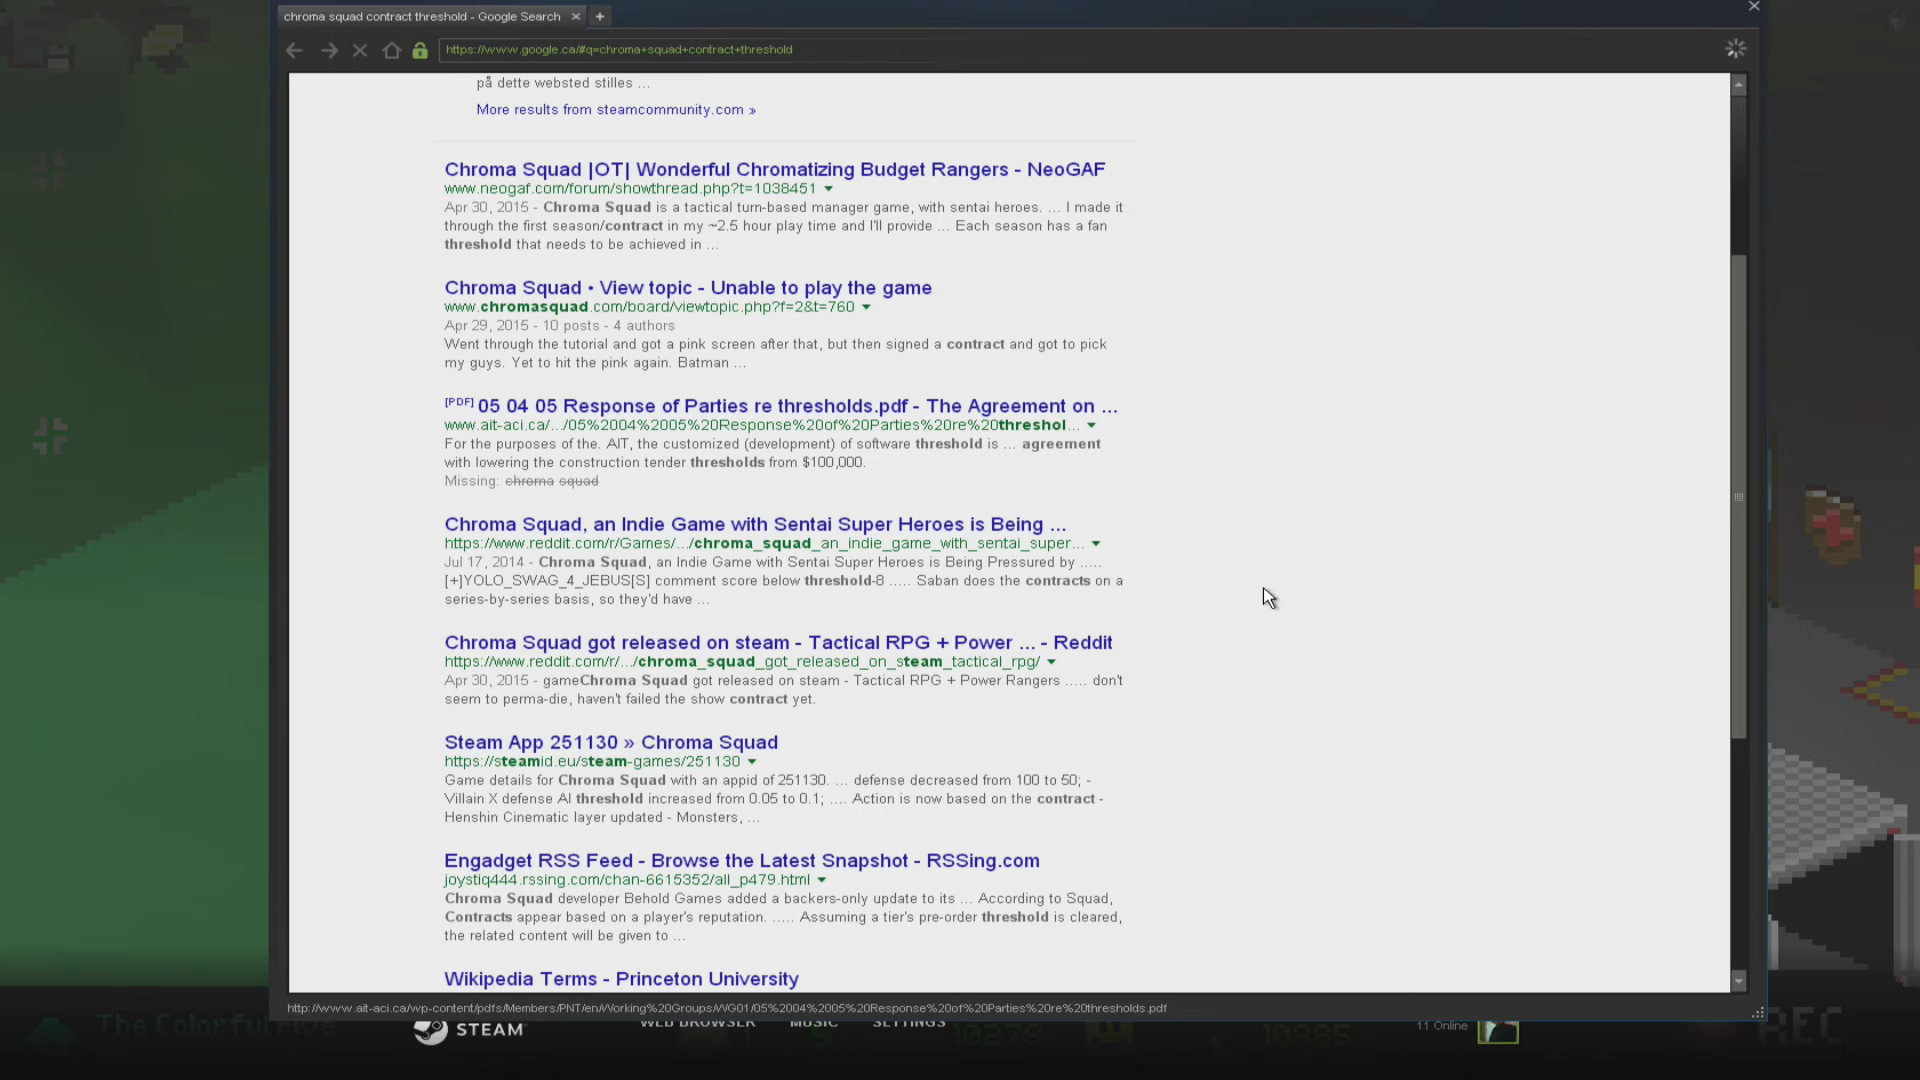 chroma squad contract threshold - Google Search
https://www.google.ca/#q=chroma+squad+contract+threshold
på dette websted stilles ...
More results from steamcommunity.com »
Chroma Squad |OT| Wonderful Chromatizing Budget Rangers - NeoGAF
www.neogaf.com/forum/showthread.php?t=1038451
Apr 30, 2015 - Chroma Squad is a tactical turn-based manager game, with sentai heroes. ... I made it
through the first season/contract in my ~2.5 hour play time and I'll provide ... Each season has a fan
threshold that needs to be achieved in ...
Chroma Squad • View topic - Unable to play the game
www.chromasquad.com/board/viewtopic.php?f=2&t=760
Apr 29, 2015 - 10 posts - 4 authors
Went through the tutorial and got a pink screen after that, but then signed a contract and got to pick
my guys. Yet to hit the pink again. Batman ...
[PDF] 05 04 05 Response of Parties re thresholds.pdf - The Agreement on ...
www.ait-aci.ca/.../05%2004%2005%20Response%20of%20Parties%20re%20threshol...
For the purposes of the. AIT, the customized (development) of software threshold is ... agreement
with lowering the construction tender thresholds from $100,000.
Missing: chroma squad
Chroma Squad, an Indie Game with Sentai Super Heroes is Being ...
https://www.reddit.com/r/Games/.../chroma_squad_an_indie_game_with_sentai_super...
Jul 17, 2014 - Chroma Squad, an Indie Game with Sentai Super Heroes is Being Pressured by .....
[+]YOLO_SWAG_4_JEBUS[S] comment score below threshold-8 ..... Saban does the contracts on a
series-by-series basis, so they'd have ...
Chroma Squad got released on steam - Tactical RPG + Power ... - Reddit
https://www.reddit.com/r/.../chroma_squad_got_released_on_steam_tactical_rpg/
Apr 30, 2015 - gameChroma Squad got released on steam - Tactical RPG + Power Rangers ..... don't
seem to perma-die, haven't failed the show contract yet.
Steam App 251130 » Chroma Squad
https://steamid.eu/steam-games/251130
Game details for Chroma Squad with an appid of 251130. ... defense decreased from 100 to 50; -
Villain X defense AI threshold increased from 0.05 to 0.1; .... Action is now based on the contract -
Henshin Cinematic layer updated - Monsters, ...
Engadget RSS Feed - Browse the Latest Snapshot - RSSing.com
joystiq444.rssing.com/chan-6615352/all_p479.html
Chroma Squad developer Behold Games added a backers-only update to its ... According to Squad,
Contracts appear based on a player's reputation. ..... Assuming a tier's pre-order threshold is cleared,
the related content will be given to ...
Wikipedia Terms - Princeton University
http://www.ait-aci.ca/wp-content/pdfs/Members/PNT/en/Working%20Groups/WG01/05%2004%2005%20Response%20of%20Parties%20re%20thresholds.pdf
The Colorful Five
STEAM
WEB BROWSER MUSIC SETTINGS
10278
10885
11 Online
REC